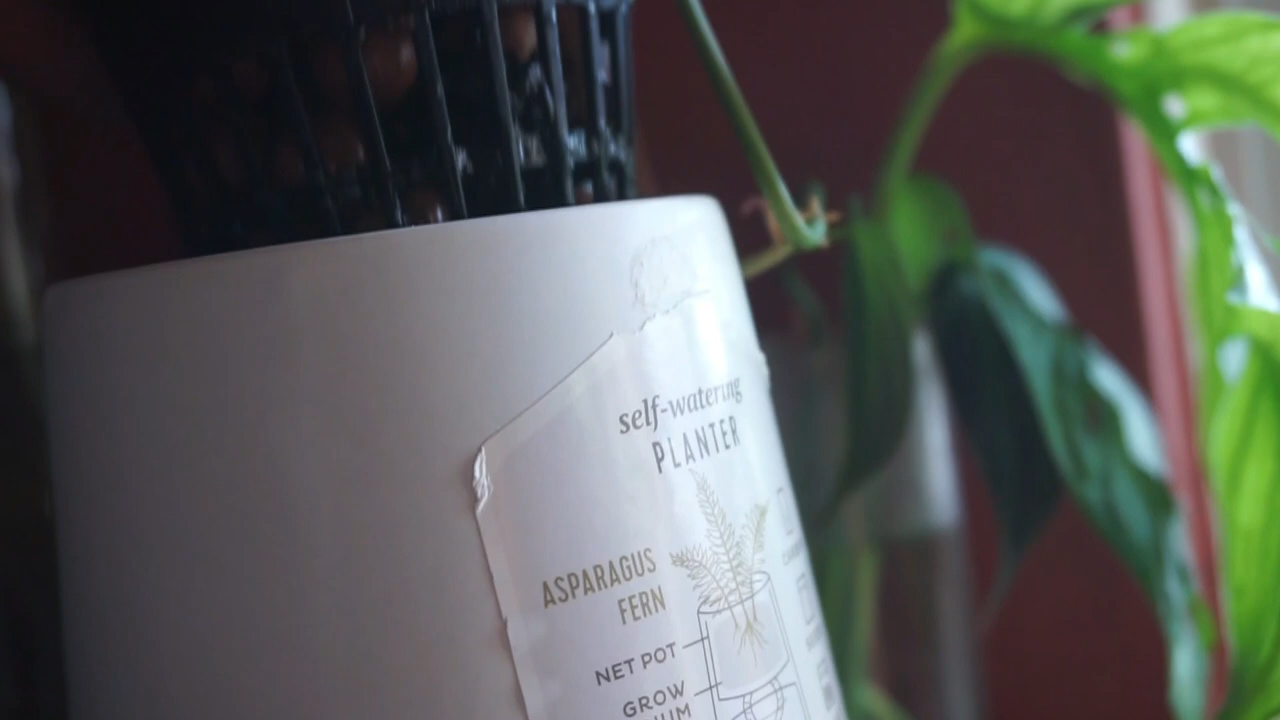 self-watering
PLANTER
ASPARAGUS
FERN
NET POT
GROW